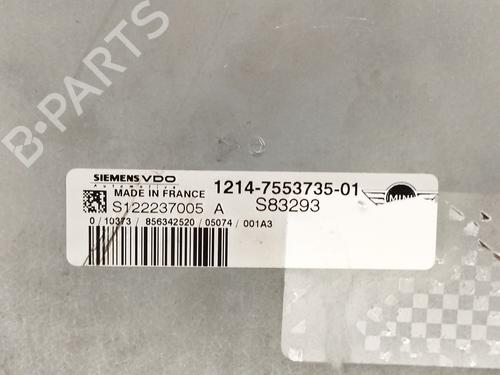 B-PARTS
SIEMENS VDO
Automotive
MADE IN FRANCE
1214-7553735-01
S122237005 A
S83293
MINI
0 / 10373 / 856342520 / 05074 / 001A3